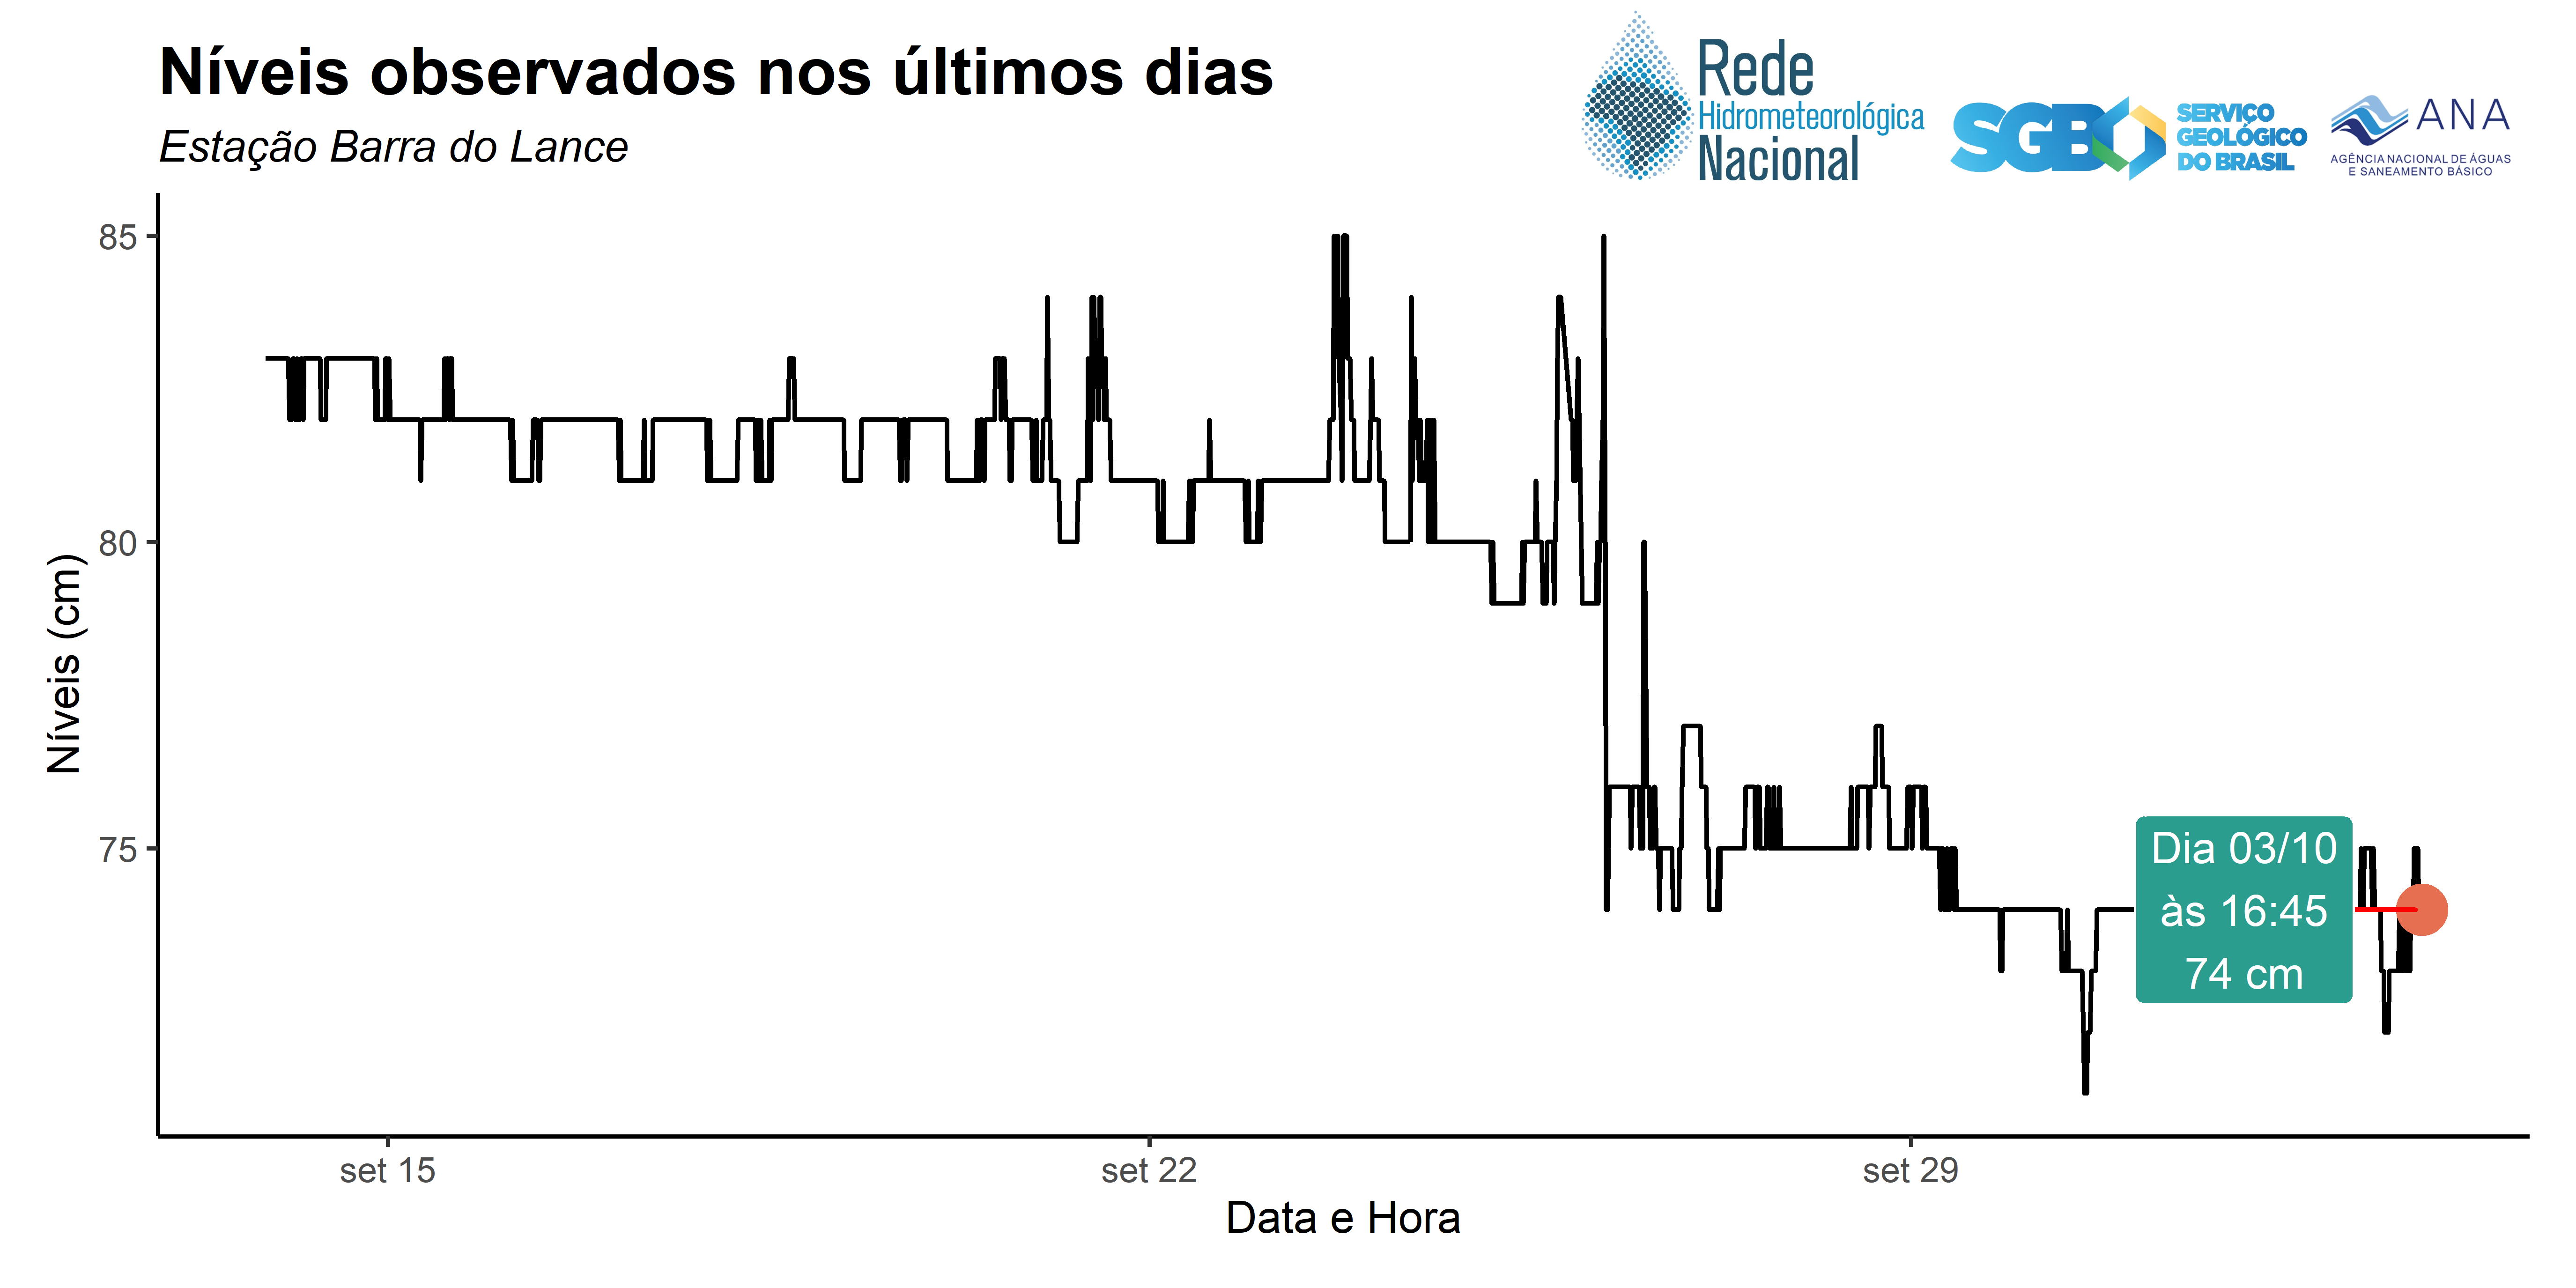 Níveis observados nos últimos dias
Estação Barra do Lance
Rede
Hidrometeorológica
Nacional
SGB
SERVIÇO
GEOLÓGICO
DO BRASIL
ANA
AGÊNCIA NACIONAL DE ÁGUAS
E SANEAMENTO BÁSICO
85
80
75
Níveis (cm)
Dia 03/10
às 16:45
74 cm
set 15
set 22
set 29
Data e Hora